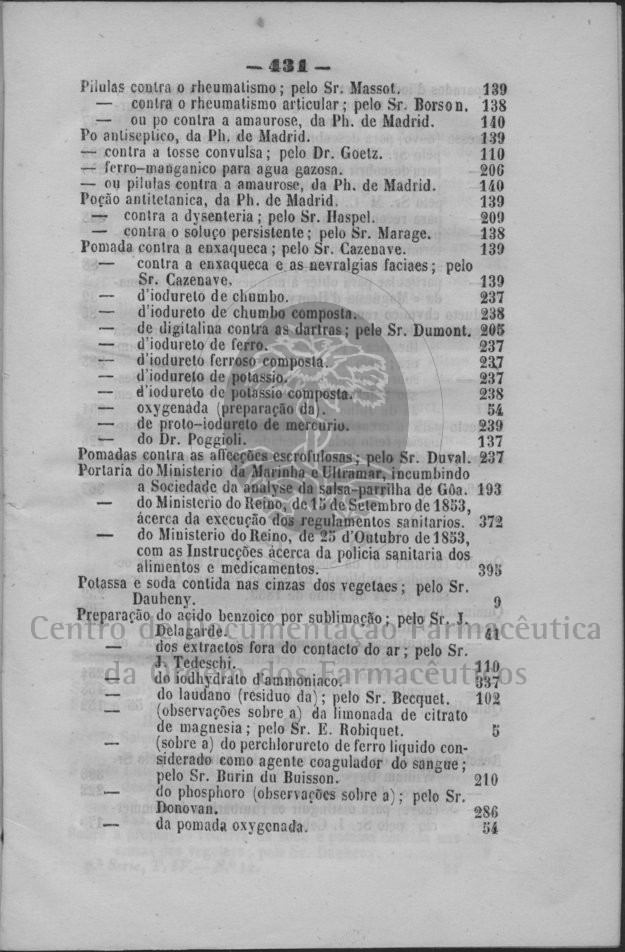 — 431 —
Pilulas contra o rheumatismo; pelo Sr. Massot. 139
— contra o rheumatismo articular; pelo Sr. Borson. 138
— ou po contra a amaurose, da Ph. de Madrid. 140
Po antiseptico, da Ph. de Madrid. 139
— contra a tosse convulsa; pelo Dr. Goetz. 110
— ferro-manganico para agua gazosa. 206
— ou pilulas contra a amaurose, da Ph. de Madrid. 140
Poção antitetanica, da Ph. de Madrid. 139
— contra a dysenteria; pelo Sr. Haspel. 209
— contra o soluço persistente; pelo Sr. Marage. 138
Pomada contra a enxaqueca; pelo Sr. Cazenave. 139
— contra a enxaqueca e as nevralgias faciaes; pelo
Sr. Cazenave. 139
— d'iodureto de chumbo. 237
— d'iodureto de chumbo composta. 238
— de digitalina contra as dartras; pelo Sr. Dumont. 205
— d'iodureto de ferro. 237
— d'iodureto ferroso composta. 237
— d'iodureto de potassio. 237
— d'iodureto de potassio composta. 238
— oxygenada (preparação da). 54
— de proto-iodureto de mercurio. 239
— do Dr. Poggioli. 137
Pomadas contra as affecções escrofulosas; pelo Sr. Duval. 237
Portaria do Ministerio da Marinha e Ultramar, incumbindo
a Sociedade da analyse da salsa-parrilha de Gôa. 193
— do Ministerio do Reino, de 15 de Setembro de 1853,
ácerca da execução dos regulamentos sanitarios. 372
— do Ministerio do Reino, de 25 d'Outubro de 1853,
com as Instrucções ácerca da policia sanitaria dos
alimentos e medicamentos. 395
Potassa e soda contida nas cinzas dos vegetaes; pelo Sr.
Daubeny. 9
Preparação do acido benzoico por sublimação; pelo Sr. J.
Delagarde. 41
— dos extractos fora do contacto do ar; pelo Sr.
J. Tedeschi. 110
— do iodhydrato d'ammoniaco. 337
— do laudano (residuo da); pelo Sr. Becquet. 102
— (observações sobre a) da limonada de citrato
de magnesia; pelo Sr. E. Robiquet. 5
— (sobre a) do perchlorureto de ferro liquido con-
siderado como agente coagulador do sangue;
pelo Sr. Burin du Buisson. 210
— do phosphoro (observações sobre a); pelo Sr.
Donovan. 286
— da pomada oxygenada. 54
Centro de Documentação Farmacêutica
da Ordem dos Farmacêuticos